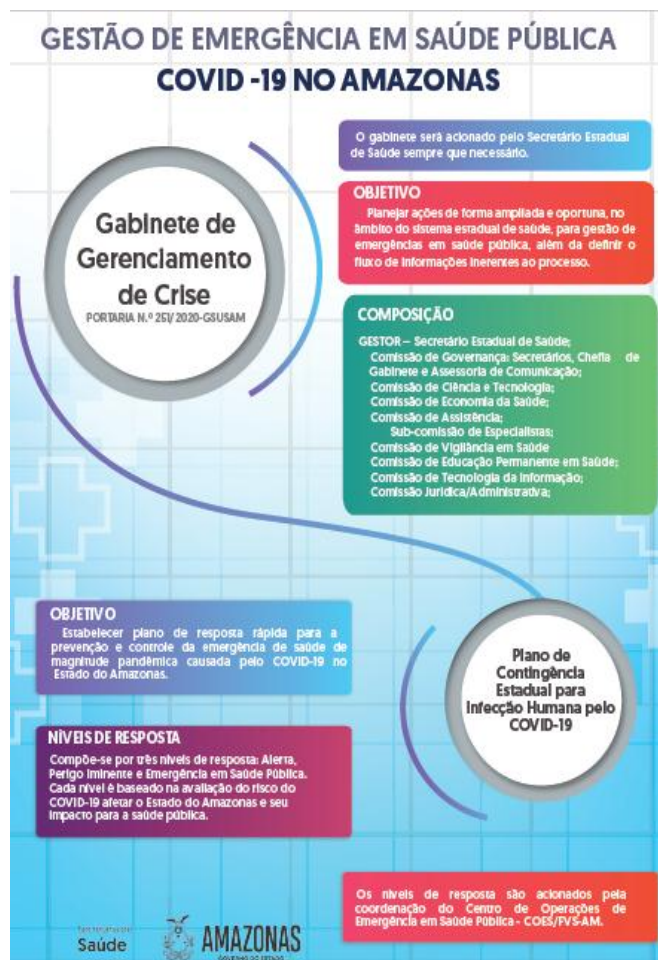 GESTÃO DE EMERGÊNCIA EM SAÚDE PÚBLICA
COVID -19 NO AMAZONAS
O gabinete será acionado pelo Secretário Estadual
de Saúde sempre que necessário.
Gabinete de
Gerenciamento
de Crise
PORTARIA N.º 251/2020-GSUSAM
OBJETIVO
Planejar ações de forma ampliada e oportuna, no
âmbito do sistema estadual de saúde, para gestão de
emergências em saúde pública, além da definir o
fluxo de informações inerentes ao processo.
COMPOSIÇÃO
GESTOR – Secretário Estadual de Saúde;
Comissão de Governança: Secretários, Chefia de
Gabinete e Assessoria de Comunicação;
Comissão de Ciência e Tecnologia;
Comissão de Economia da Saúde;
Comissão de Assistência;
Sub-comissão de Especialistas;
Comissão de Vigilância em Saúde
Comissão de Educação Permanente em Saúde;
Comissão de Tecnologia da Informação;
Comissão Jurídica/Administrativa;
OBJETIVO
Estabelecer plano de resposta rápida para a
prevenção e controle da emergência de saúde de
magnitude pandêmica causada pelo COVID-19 no
Estado do Amazonas.
Plano de
Contingência
Estadual para
Infecção Humana pelo
COVID-19
NÍVEIS DE RESPOSTA
Compõe-se por três níveis de resposta: Alerta,
Perigo Iminente e Emergência em Saúde Pública.
Cada nível é baseado na avaliação do risco do
COVID-19 afetar o Estado do Amazonas e seu
impacto para a saúde pública.
Os níveis de resposta são acionados pela
coordenação do Centro de Operações de
Emergência em Saúde Pública - COES/FVS-AM.
Secretaria de
Saúde
AMAZONAS
GOVERNO DO ESTADO